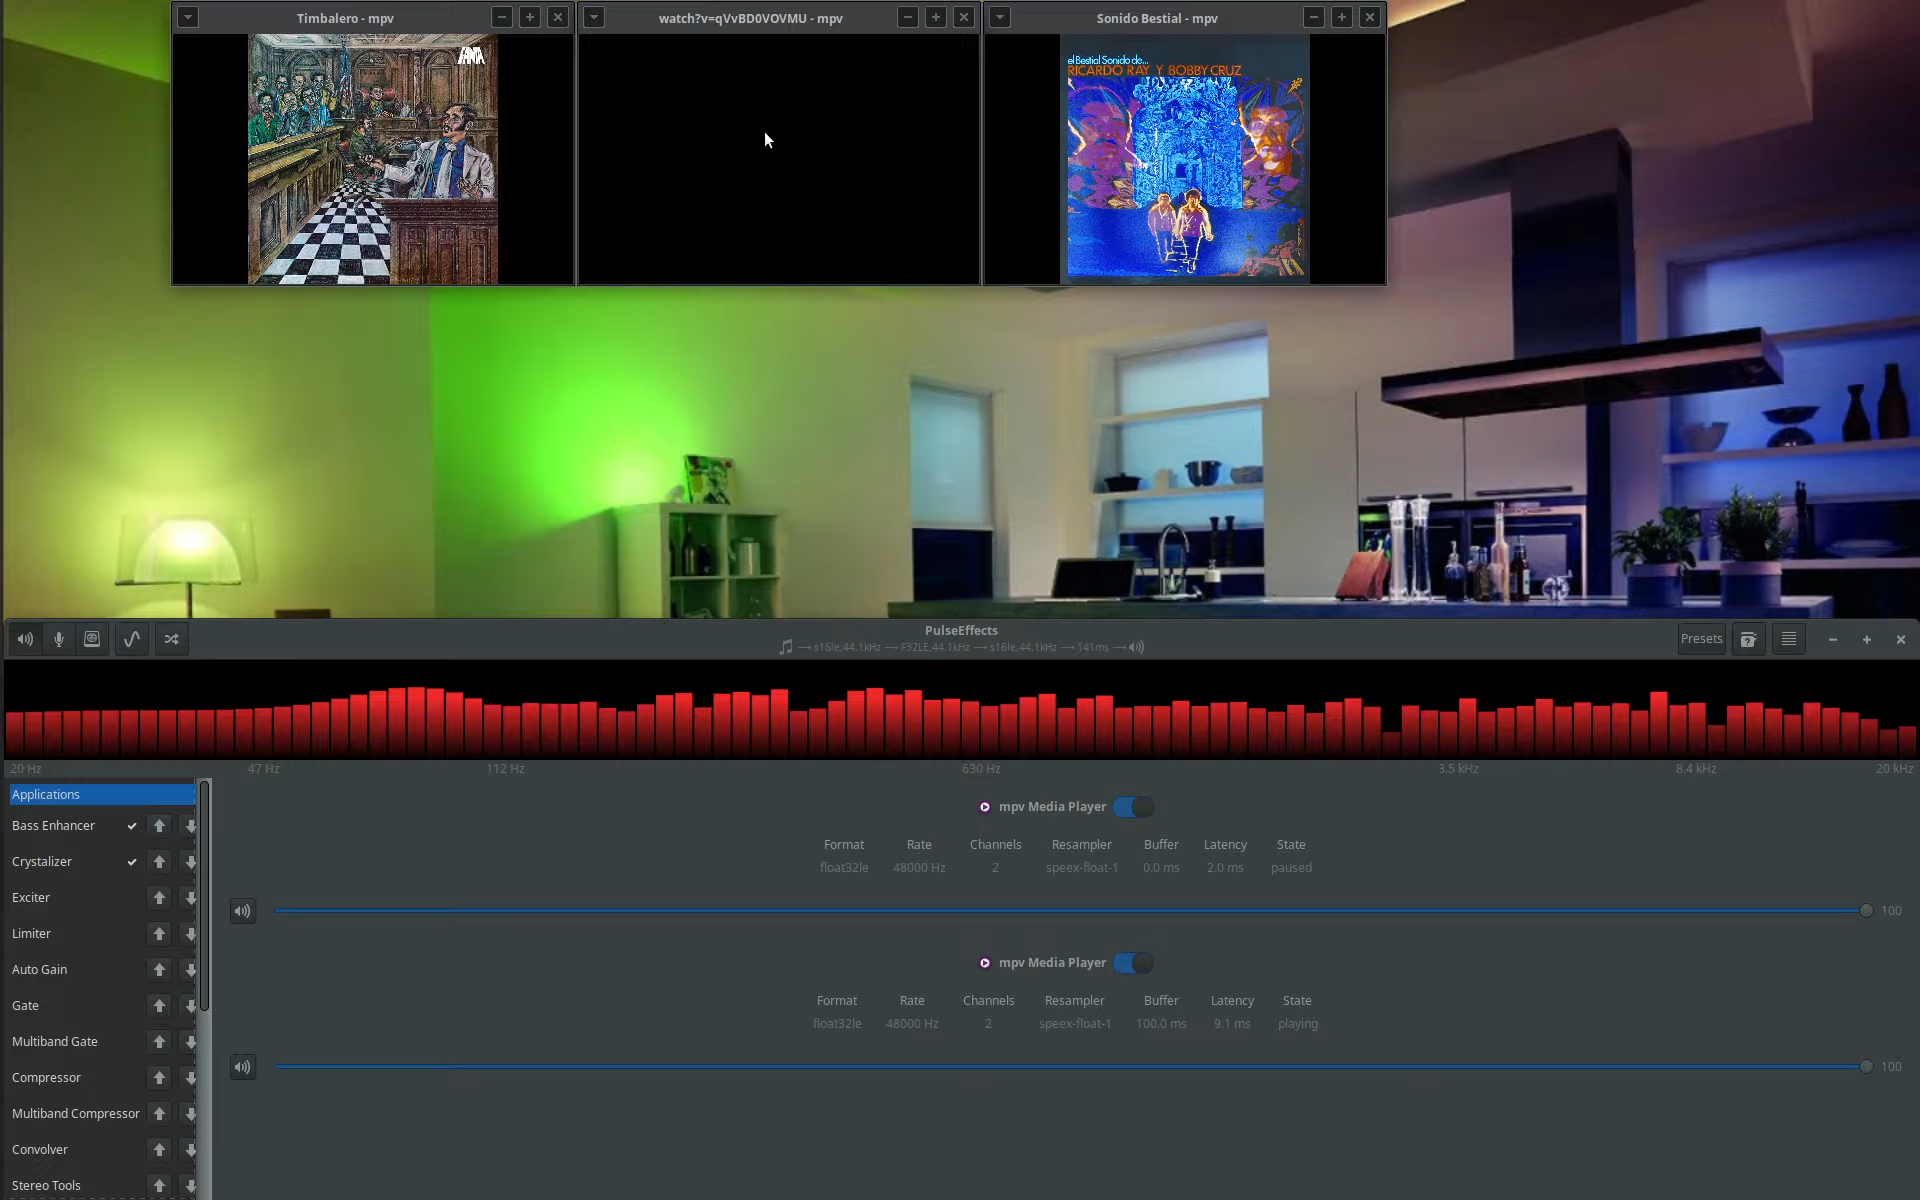 Timbalero - mpv
watch?v=qVvBD0VOVMU - mpv
Sonido Bestial - mpv
FANIA
el Bestial Sonido de...
RICARDO RAY Y BOBBY CRUZ
PulseEffects
s16le,44.1kHz ⟶ F32LE,44.1kHz ⟶ s16le,44.1kHz ⟶ 141ms ⟶
Presets
20 Hz 47 Hz 112 Hz 630 Hz 3.5 kHz 8.4 kHz 20 kHz
Applications
Bass Enhancer
Crystalizer
Exciter
Limiter
Auto Gain
Gate
Multiband Gate
Compressor
Multiband Compressor
Convolver
Stereo Tools
mpv Media Player
Format Rate Channels Resampler Buffer Latency State
float32le 48000 Hz 2 speex-float-1 0.0 ms 2.0 ms paused
100
mpv Media Player
Format Rate Channels Resampler Buffer Latency State
float32le 48000 Hz 2 speex-float-1 100.0 ms 9.1 ms playing
100